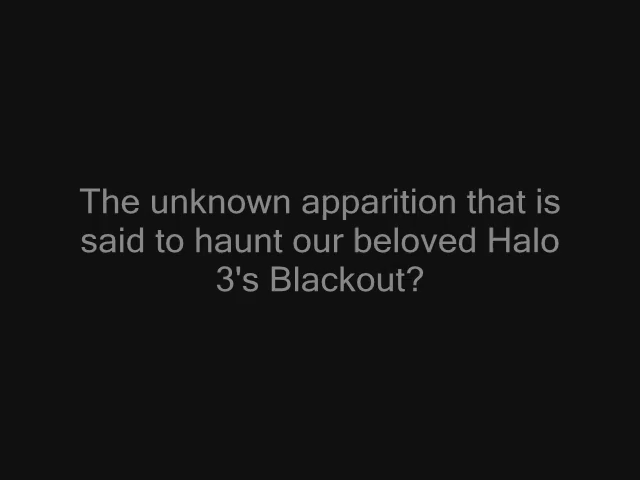 The unknown apparition that is
said to haunt our beloved Halo
3's Blackout?